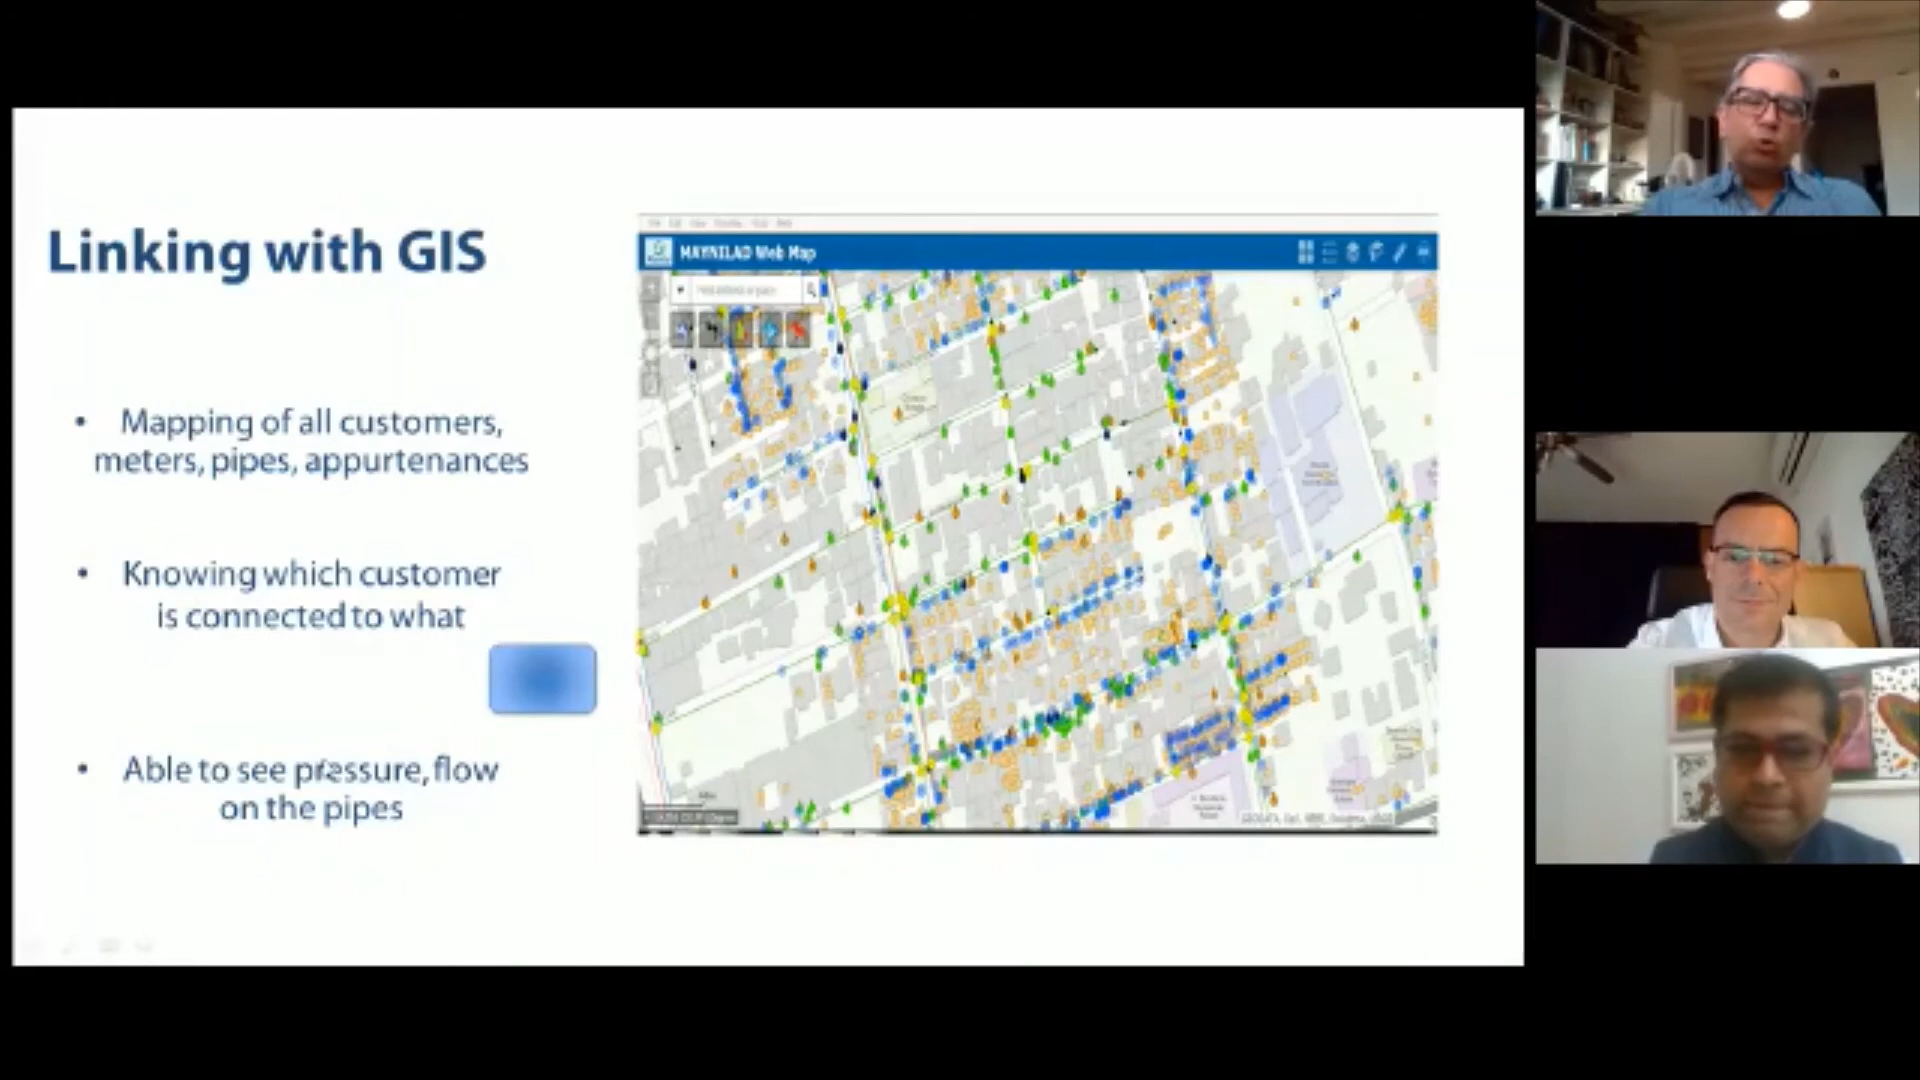 Linking with GIS
• Mapping of all customers,
meters, pipes, appurtenances
• Knowing which customer
is connected to what
• Able to see pressure, flow
on the pipes
MAYNILAD Web Map